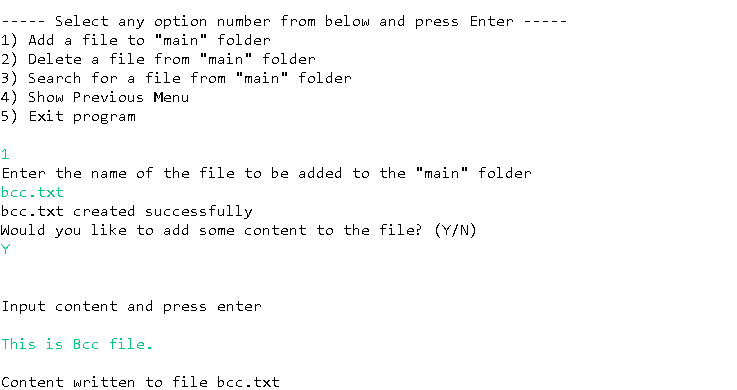 ----- Select any option number from below and press Enter -----
1) Add a file to "main" folder
2) Delete a file from "main" folder
3) Search for a file from "main" folder
4) Show Previous Menu
5) Exit program
1
Enter the name of the file to be added to the "main" folder
bcc.txt
bcc.txt created successfully
Would you like to add some content to the file? (Y/N)
Y
Input content and press enter
This is Bcc file.
Content written to file bcc.txt